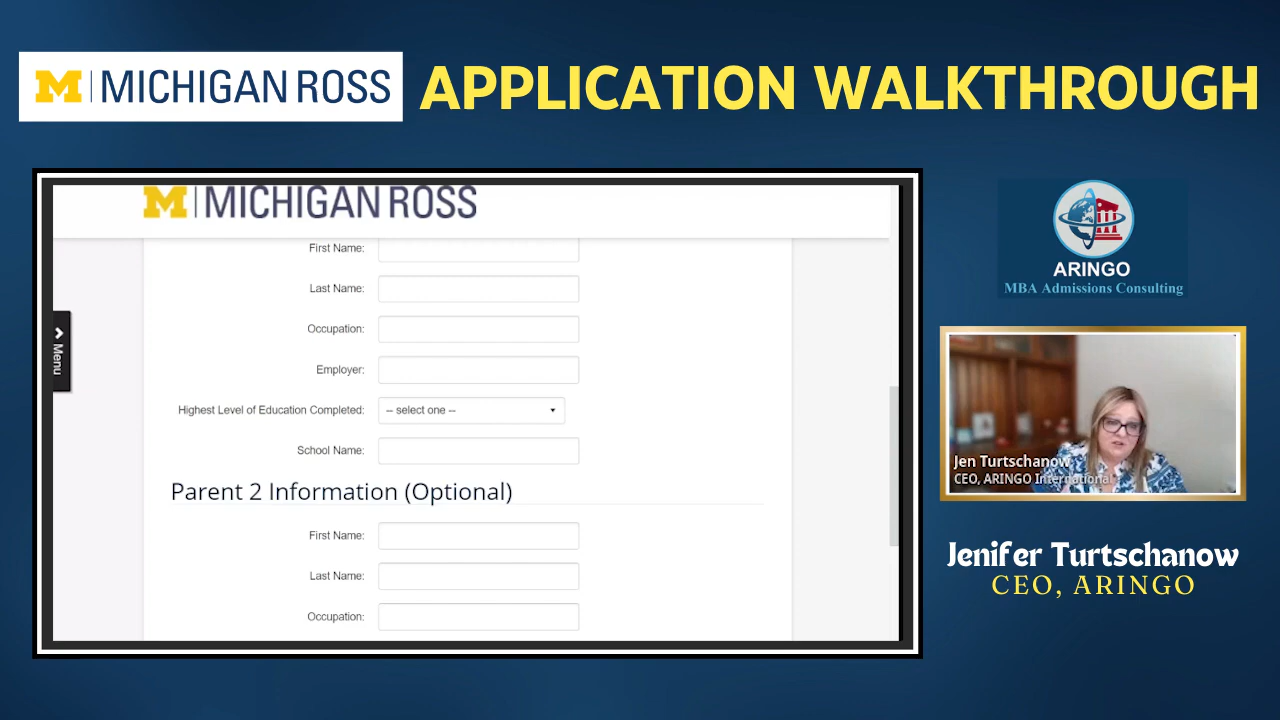 M | MICHIGAN ROSS
APPLICATION WALKTHROUGH
M | MICHIGAN ROSS
First Name:
Last Name:
Occupation:
Employer:
Highest Level of Education Completed:
-- select one --
School Name:
Parent 2 Information (Optional)
First Name:
Last Name:
Occupation:
Menu
ARINGO
MBA Admissions Consulting
Jen Turtschanow
CEO, ARINGO International
Jenifer Turtschanow
CEO, ARINGO